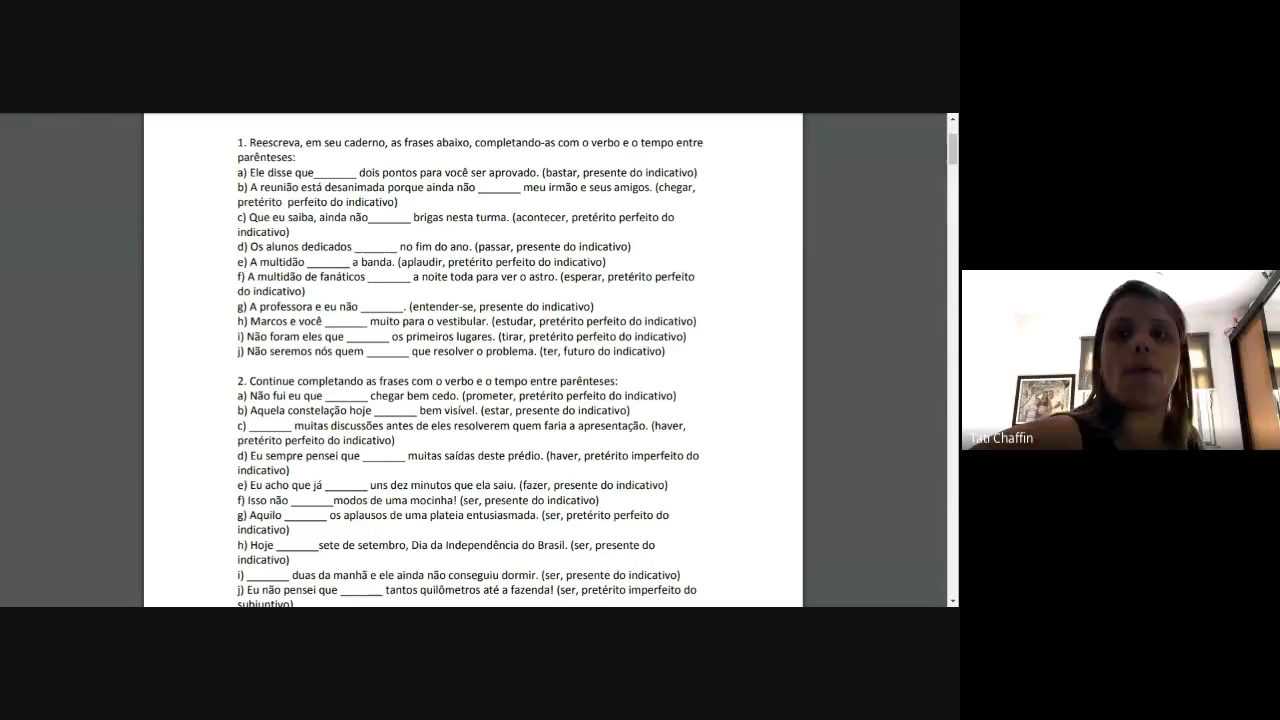 1. Reescreva, em seu caderno, as frases abaixo, completando-as com o verbo e o tempo entre
parênteses:
a) Ele disse que_______ dois pontos para você ser aprovado. (bastar, presente do indicativo)
b) A reunião está desanimada porque ainda não _______ meu irmão e seus amigos. (chegar,
pretérito  perfeito do indicativo)
c) Que eu saiba, ainda não_______ brigas nesta turma. (acontecer, pretérito perfeito do
indicativo)
d) Os alunos dedicados _______ no fim do ano. (passar, presente do indicativo)
e) A multidão _______ a banda. (aplaudir, pretérito perfeito do indicativo)
f) A multidão de fanáticos _______ a noite toda para ver o astro. (esperar, pretérito perfeito
do indicativo)
g) A professora e eu não _______. (entender-se, presente do indicativo)
h) Marcos e você _______ muito para o vestibular. (estudar, pretérito perfeito do indicativo)
i) Não foram eles que _______ os primeiros lugares. (tirar, pretérito perfeito do indicativo)
j) Não seremos nós quem _______ que resolver o problema. (ter, futuro do indicativo)
2. Continue completando as frases com o verbo e o tempo entre parênteses:
a) Não fui eu que _______ chegar bem cedo. (prometer, pretérito perfeito do indicativo)
b) Aquela constelação hoje _______ bem visível. (estar, presente do indicativo)
c) _______ muitas discussões antes de eles resolverem quem faria a apresentação. (haver,
pretérito perfeito do indicativo)
d) Eu sempre pensei que _______ muitas saídas deste prédio. (haver, pretérito imperfeito do
indicativo)
e) Eu acho que já _______ uns dez minutos que ela saiu. (fazer, presente do indicativo)
f) Isso não _______modos de uma mocinha! (ser, presente do indicativo)
g) Aquilo _______ os aplausos de uma plateia entusiasmada. (ser, pretérito perfeito do
indicativo)
h) Hoje _______sete de setembro, Dia da Independência do Brasil. (ser, presente do
indicativo)
i) _______ duas da manhã e ele ainda não conseguiu dormir. (ser, presente do indicativo)
j) Eu não pensei que _______ tantos quilômetros até a fazenda! (ser, pretérito imperfeito do
subjuntivo)
Tati Chaffin